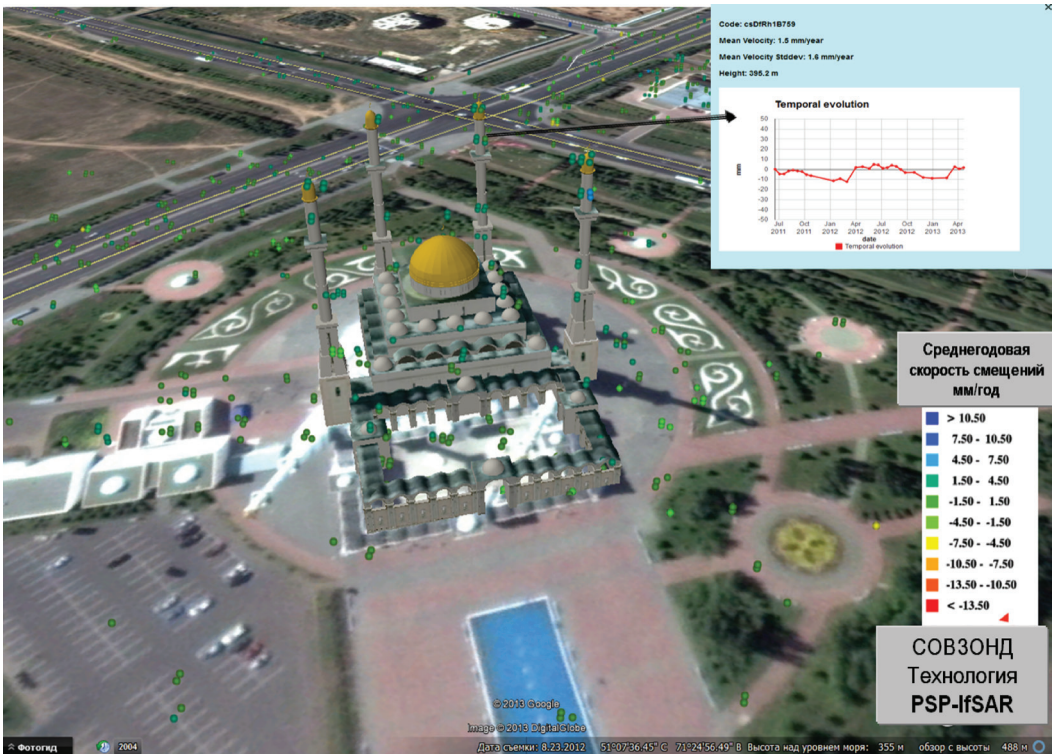 Code: csDfRh1B759
Mean Velocity: 1.5 mm/year
Mean Velocity Stddev: 1.6 mm/year
Height: 395.2 m
Temporal evolution
50
40
30
20
10
0
-10
-20
-30
-40
-50
mm
Jul Oct Jan Apr Jul Oct Jan Apr
2011 2011 2012 2012 2012 2012 2013 2013
date
Temporal evolution
Среднегодовая
скорость смещений
мм/год
> 10.50
7.50 - 10.50
4.50 - 7.50
1.50 - 4.50
-1.50 - 1.50
-4.50 - -1.50
-7.50 - -4.50
-10.50 - -7.50
-13.50 - -10.50
< -13.50
СОВЗОНД
Технология
PSP-IfSAR
© 2013 Google
Image © 2013 DigitalGlobe
Фотогид 2004 Дата съемки: 8.23.2012 51°07'36.45" С 71°24'56.49" В Высота над уровнем моря: 355 м обзор с высоты 488 м